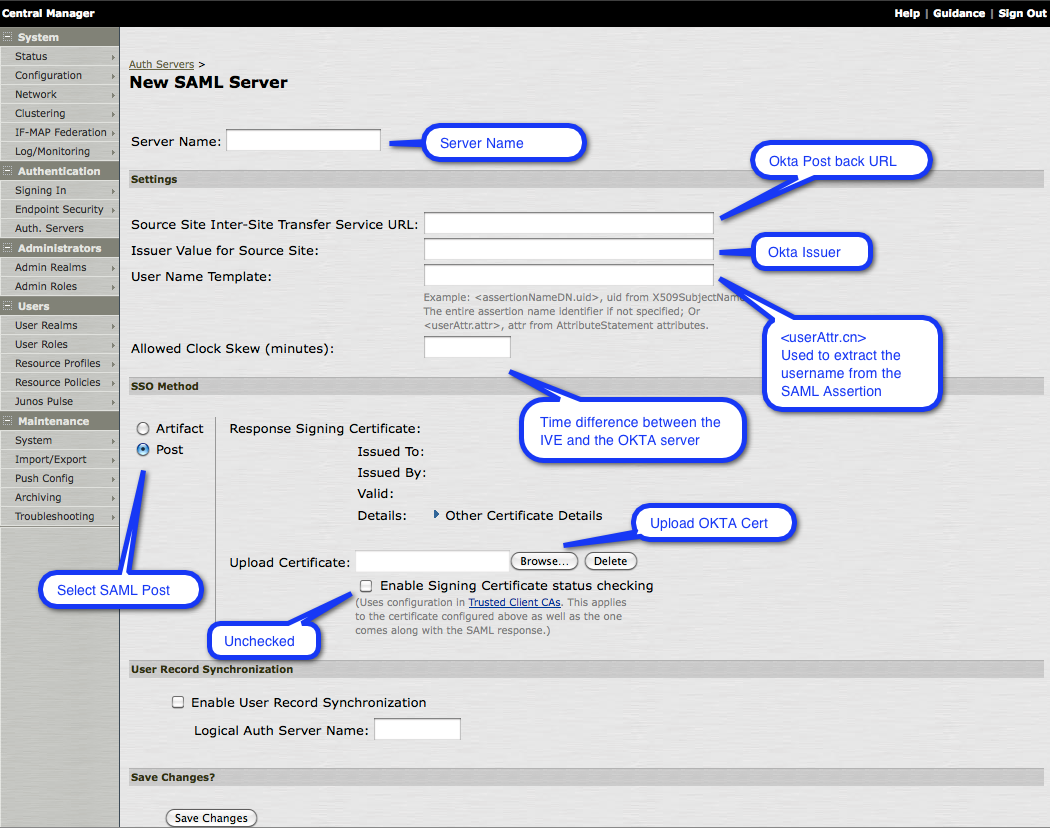 Central Manager
Help | Guidance | Sign Out
System
Status
Configuration
Network
Clustering
IF-MAP Federation
Log/Monitoring
Authentication
Signing In
Endpoint Security
Auth. Servers
Administrators
Admin Realms
Admin Roles
Users
User Realms
User Roles
Resource Profiles
Resource Policies
Junos Pulse
Maintenance
System
Import/Export
Push Config
Archiving
Troubleshooting
Auth Servers >
New SAML Server
Server Name:
Server Name
Okta Post back URL
Settings
Source Site Inter-Site Transfer Service URL:
Issuer Value for Source Site:
Okta Issuer
User Name Template:
Example: <assertionNameDN.uid>, uid from X509SubjectName
The entire assertion name identifier if not specified; Or
<userAttr.attr>, attr from AttributeStatement attributes.
<userAttr.cn>
Used to extract the
username from the
SAML Assertion
Allowed Clock Skew (minutes):
SSO Method
Time difference between the
IVE and the OKTA server
Artifact
Post
Select SAML Post
Response Signing Certificate:
Issued To:
Issued By:
Valid:
Details: Other Certificate Details
Upload OKTA Cert
Upload Certificate: Browse... Delete
Enable Signing Certificate status checking
(Uses configuration in Trusted Client CAs. This applies
to the certificate configured above as well as the one
comes along with the SAML response.)
Unchecked
User Record Synchronization
Enable User Record Synchronization
Logical Auth Server Name:
Save Changes?
Save Changes